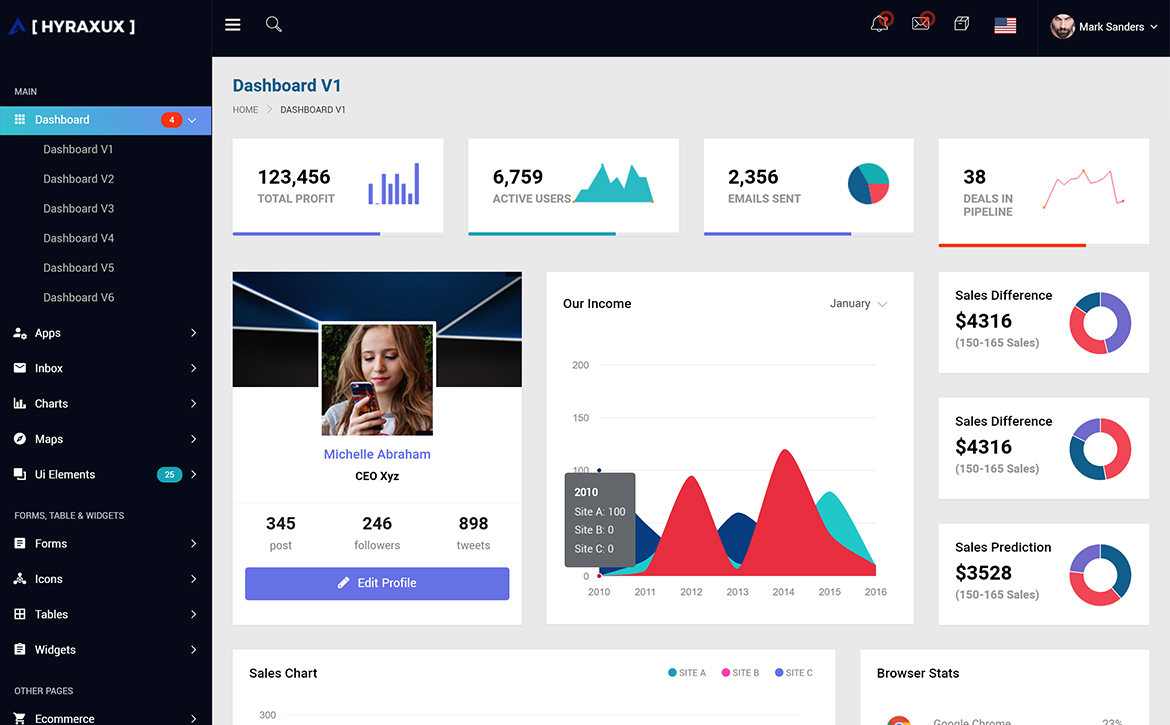 [ HYRAXUX ]
Mark Sanders
MAIN
Dashboard 4
Dashboard V1
Dashboard V2
Dashboard V3
Dashboard V4
Dashboard V5
Dashboard V6
Apps
Inbox
Charts
Maps
Ui Elements 25
FORMS, TABLE & WIDGETS
Forms
Icons
Tables
Widgets
OTHER PAGES
Ecommerce
Dashboard V1
HOME DASHBOARD V1
123,456
TOTAL PROFIT
6,759
ACTIVE USERS
2,356
EMAILS SENT
38
DEALS IN
PIPELINE
Michelle Abraham
CEO Xyz
345 246 898
post followers tweets
Edit Profile
Our Income January
200
150
100
2010
Site A: 100
Site B: 0
Site C: 0
0
2010 2011 2012 2013 2014 2015 2016
Sales Difference
$4316
(150-165 Sales)
Sales Difference
$4316
(150-165 Sales)
Sales Prediction
$3528
(150-165 Sales)
Sales Chart SITE A SITE B SITE C
300
Browser Stats
Google Chrome 23%